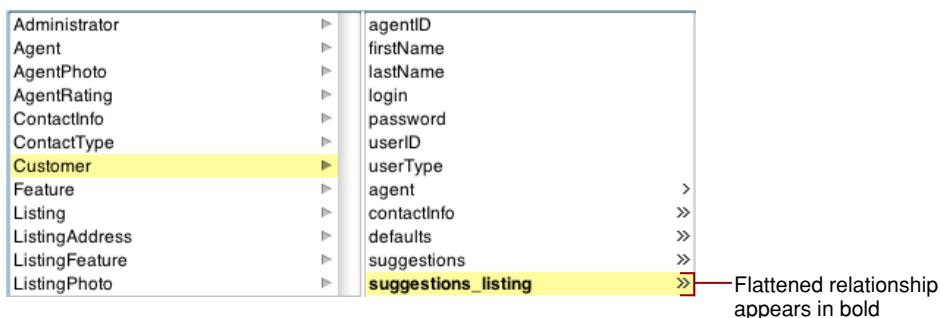 Administrator
Agent
AgentPhoto
AgentRating
ContactInfo
ContactType
Customer
Feature
Listing
ListingAddress
ListingFeature
ListingPhoto
agentID
firstName
lastName
login
password
userID
userType
agent
contactInfo
defaults
suggestions
suggestions_listing
Flattened relationship
appears in bold